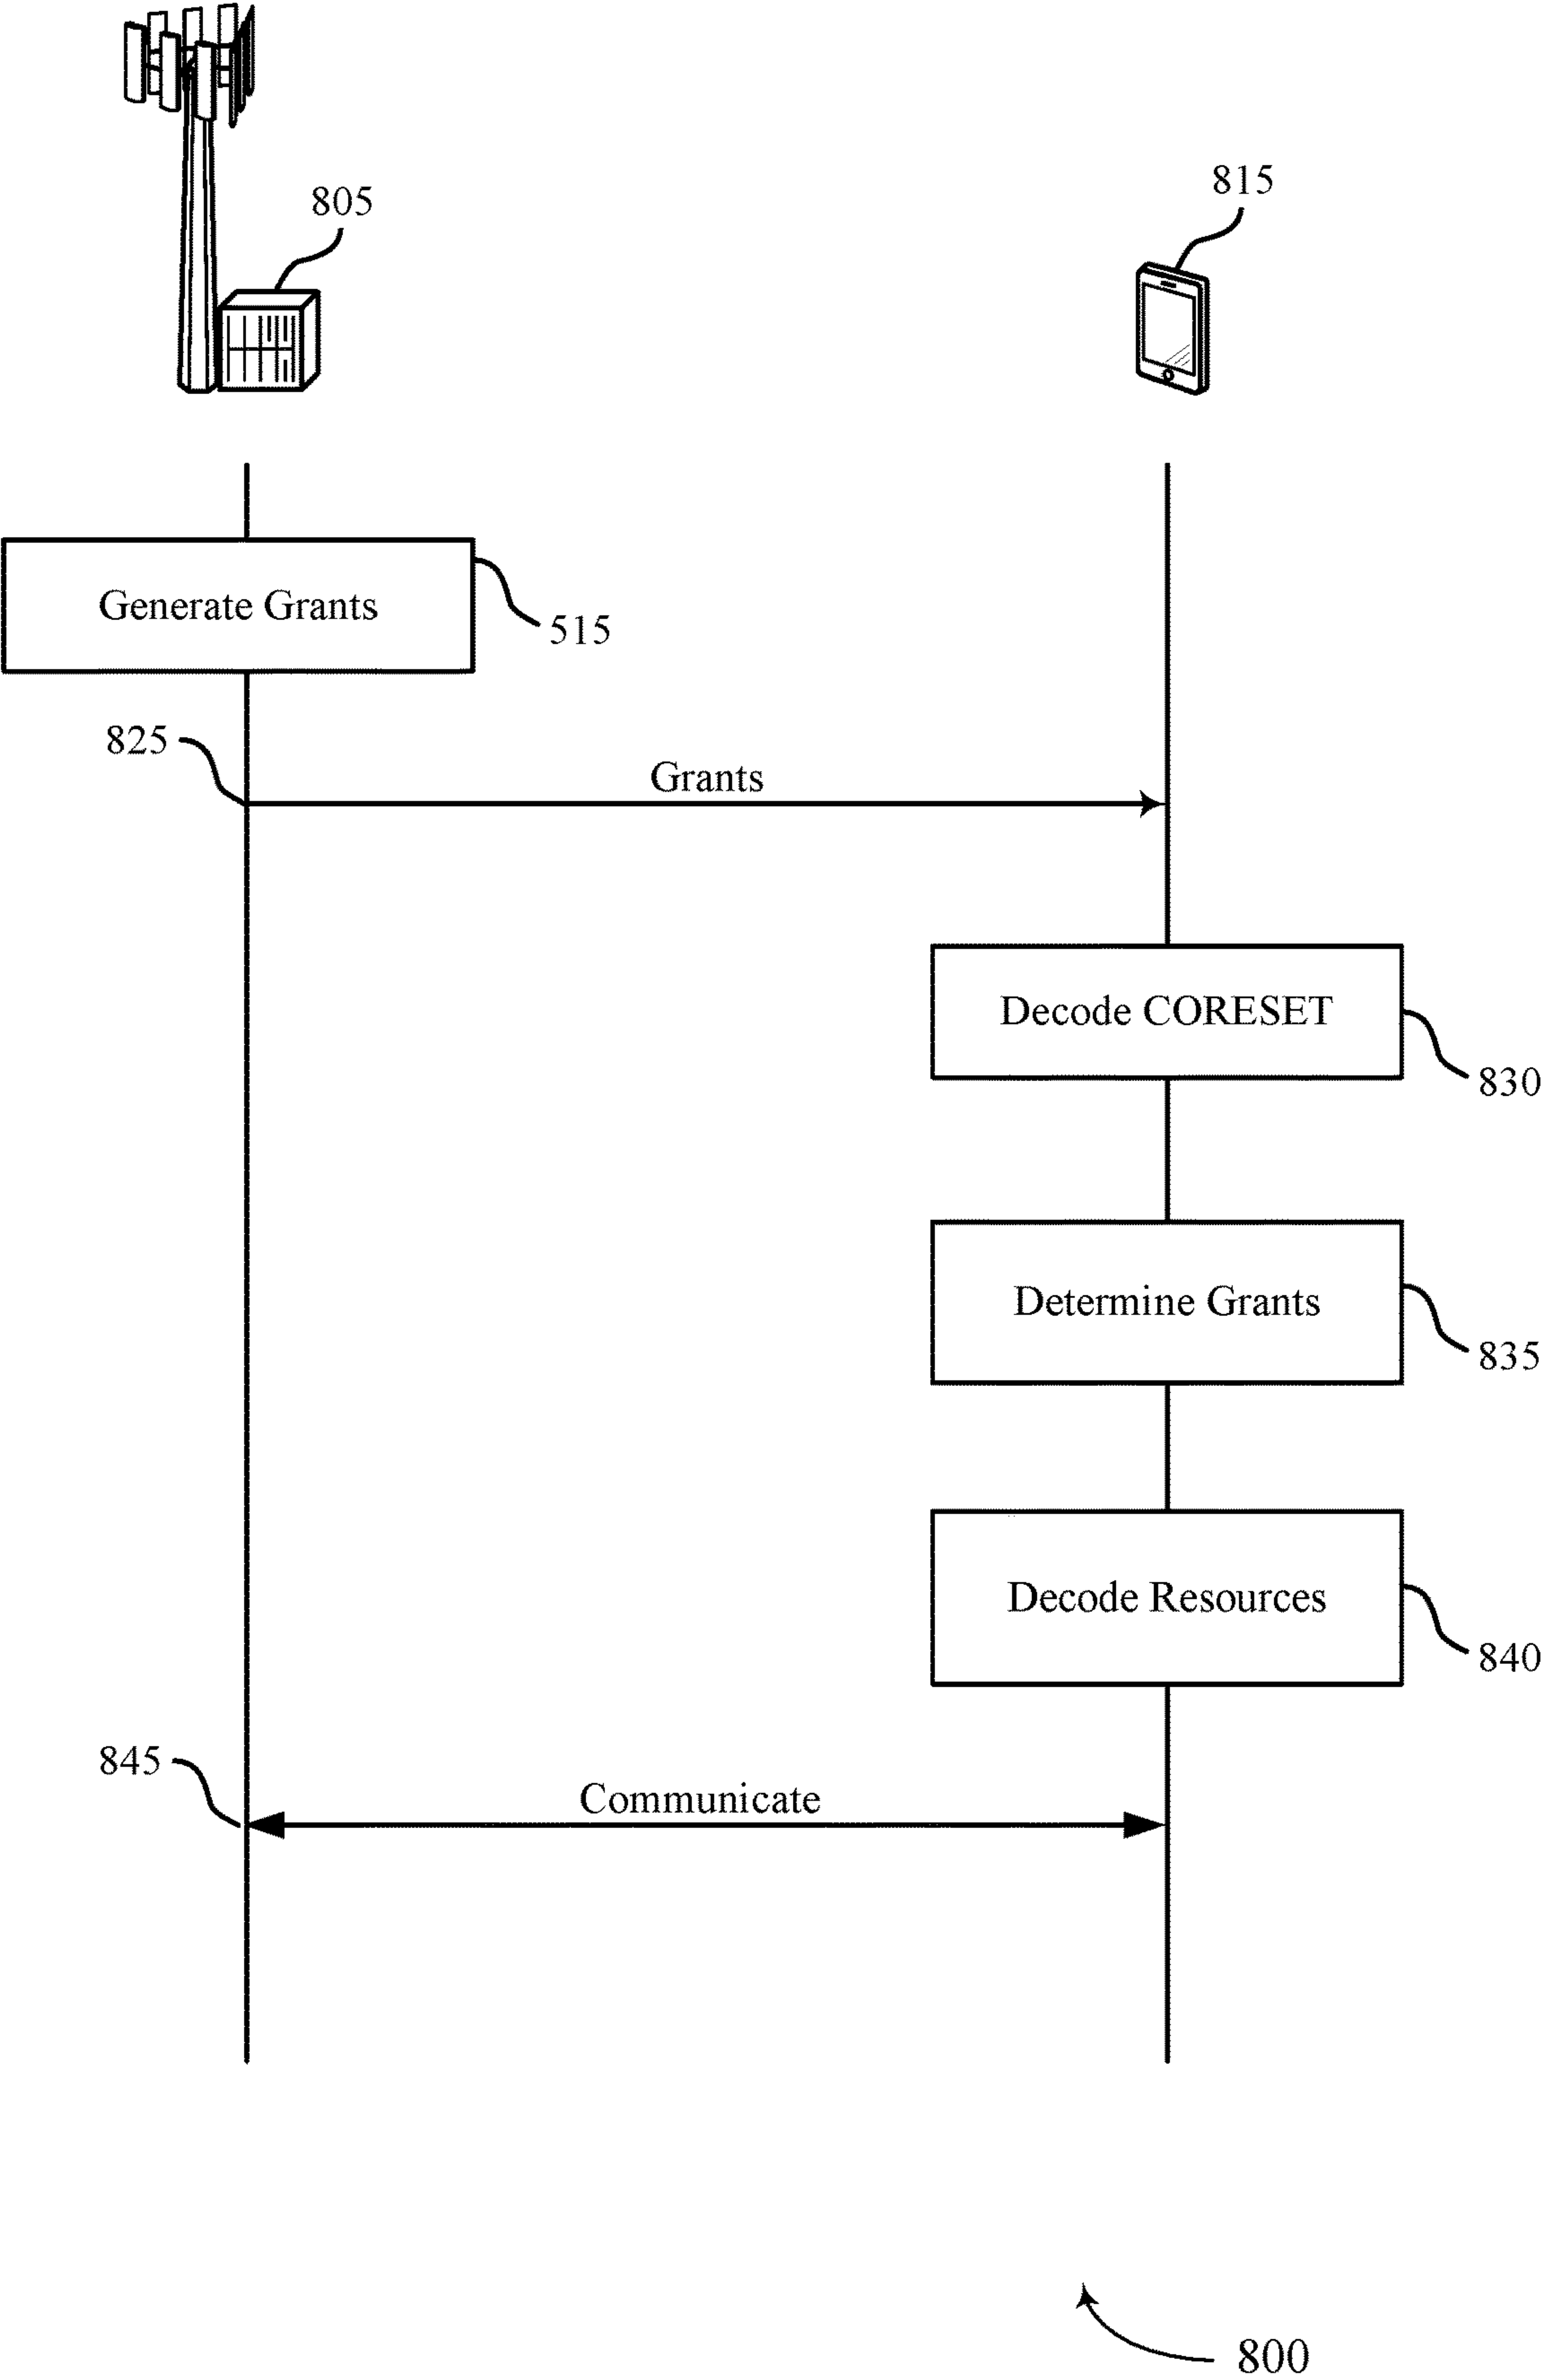 815
805
Generate Grants
515
825
Grants
Decode CORESET
830
Determine Grants
835
Decode Resources
840
845
Communicate
800